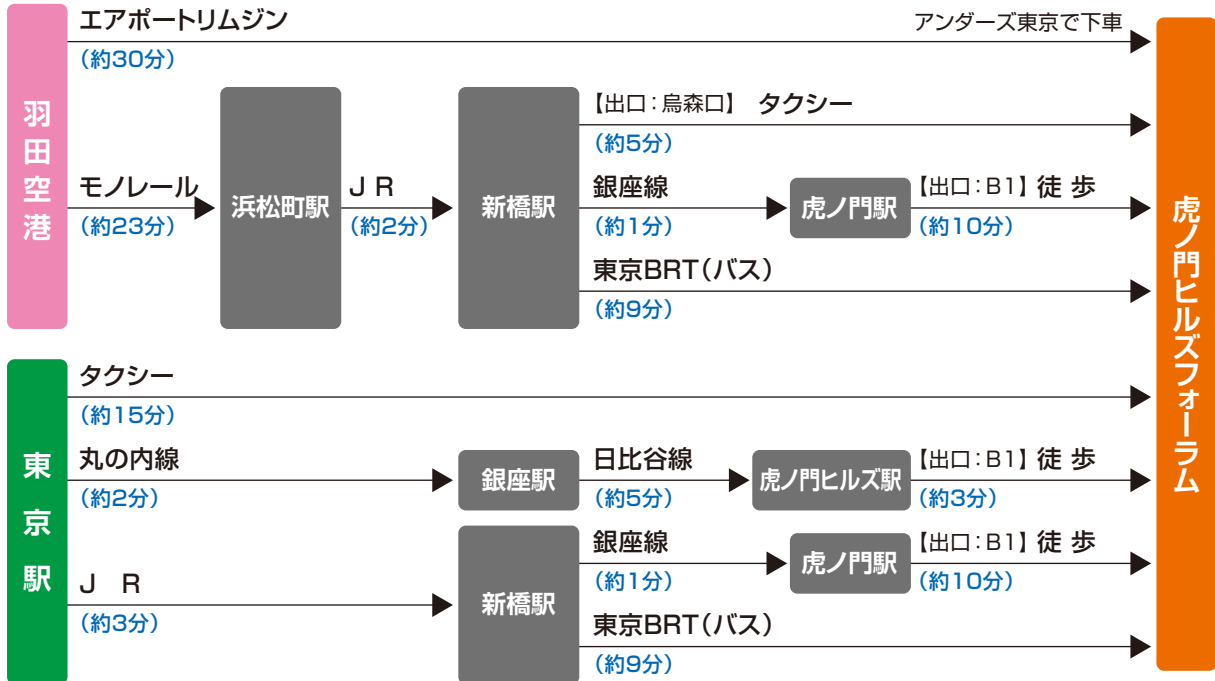 羽田空港
エアポートリムジン
(約30分)
アンダーズ東京で下車
モノレール
(約23分)
浜松町駅
J R
(約2分)
新橋駅
【出口：烏森口】 タクシー
(約5分)
銀座線
(約1分)
虎ノ門駅
【出口：B1】 徒 歩
(約10分)
東京BRT(バス)
(約9分)
東京駅
タクシー
(約15分)
丸の内線
(約2分)
銀座駅
日比谷線
(約5分)
虎ノ門ヒルズ駅
【出口：B1】 徒 歩
(約3分)
J R
(約3分)
新橋駅
銀座線
(約1分)
虎ノ門駅
【出口：B1】 徒 歩
(約10分)
東京BRT(バス)
(約9分)
虎ノ門ヒルズフォーラム